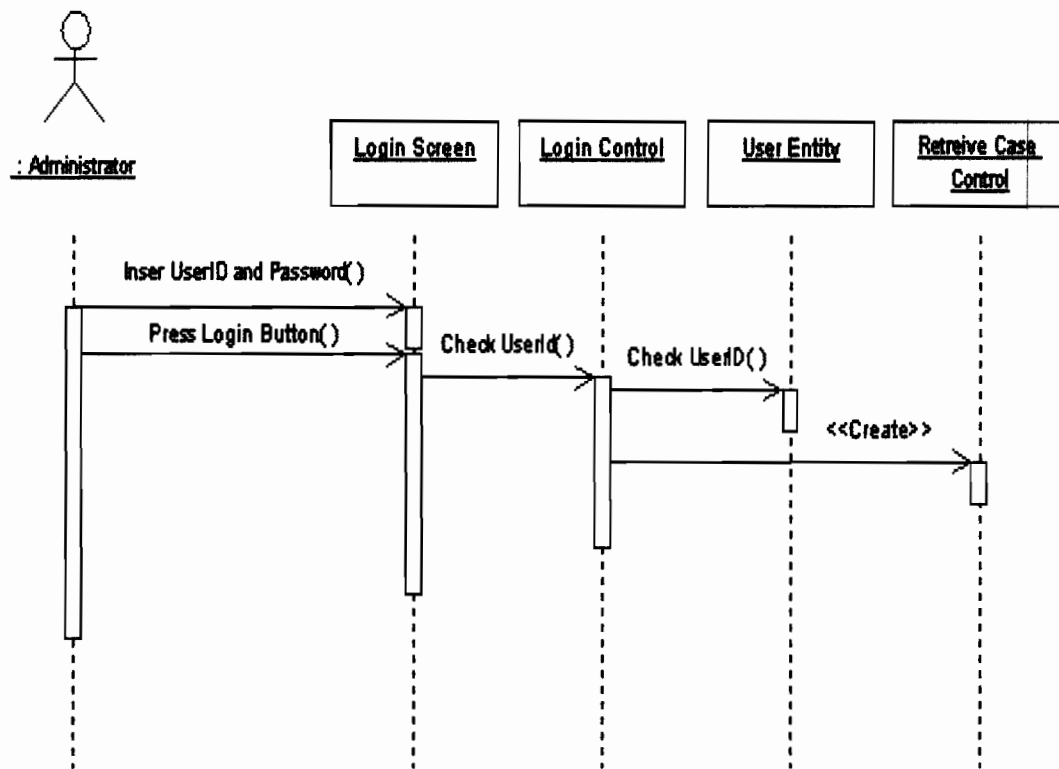 : Administrator
Login Screen
Login Control
User Entity
Retreive Case
Control
Inser UserID and Password( )
Press Login Button( )
Check UserId( )
Check UserID( )
<<Create>>